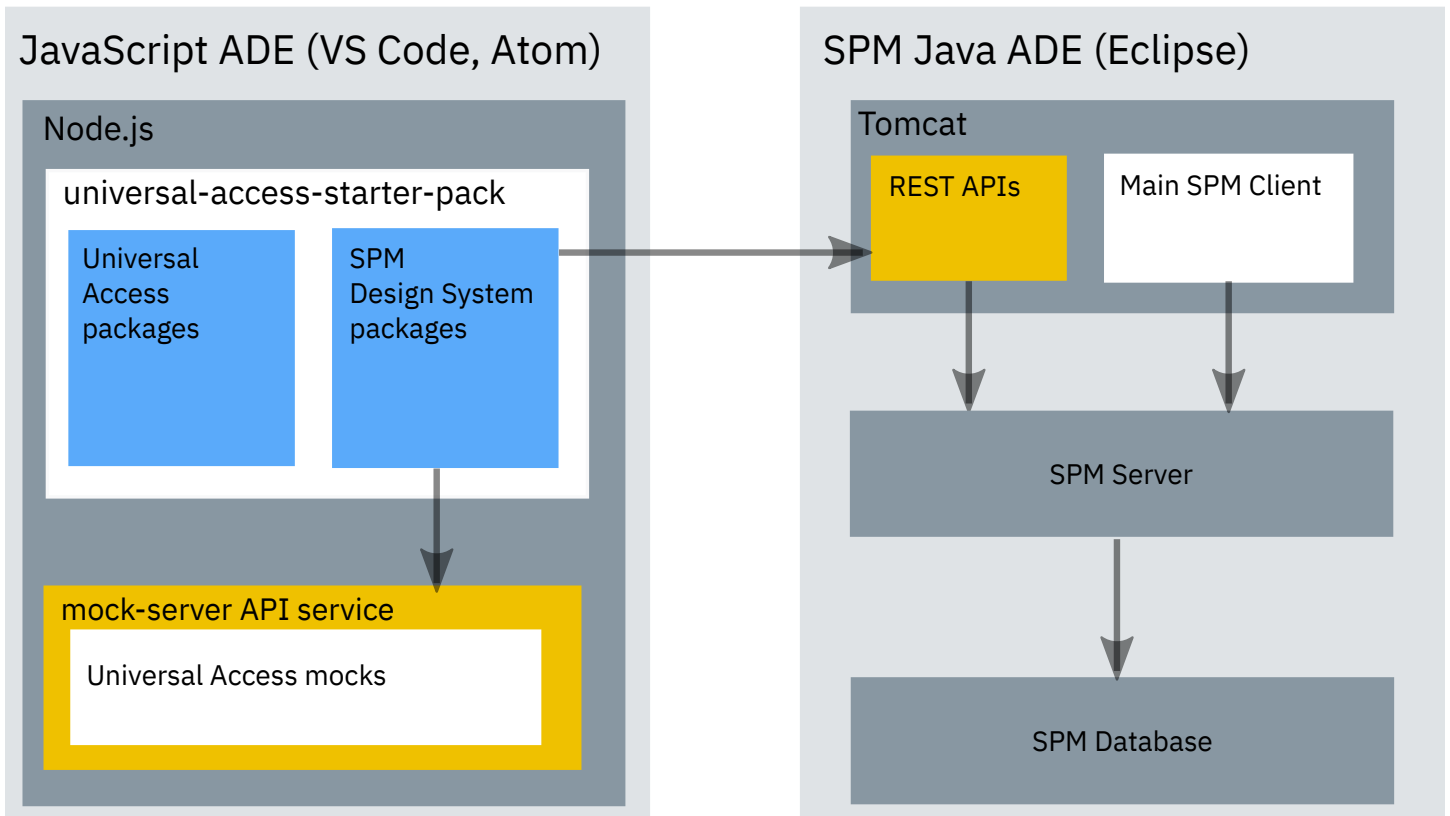 JavaScript ADE (VS Code, Atom)
Node.js
universal-access-starter-pack
Universal
Access
packages
SPM
Design System
packages
mock-server API service
Universal Access mocks
SPM Java ADE (Eclipse)
Tomcat
REST APIs
Main SPM Client
SPM Server
SPM Database